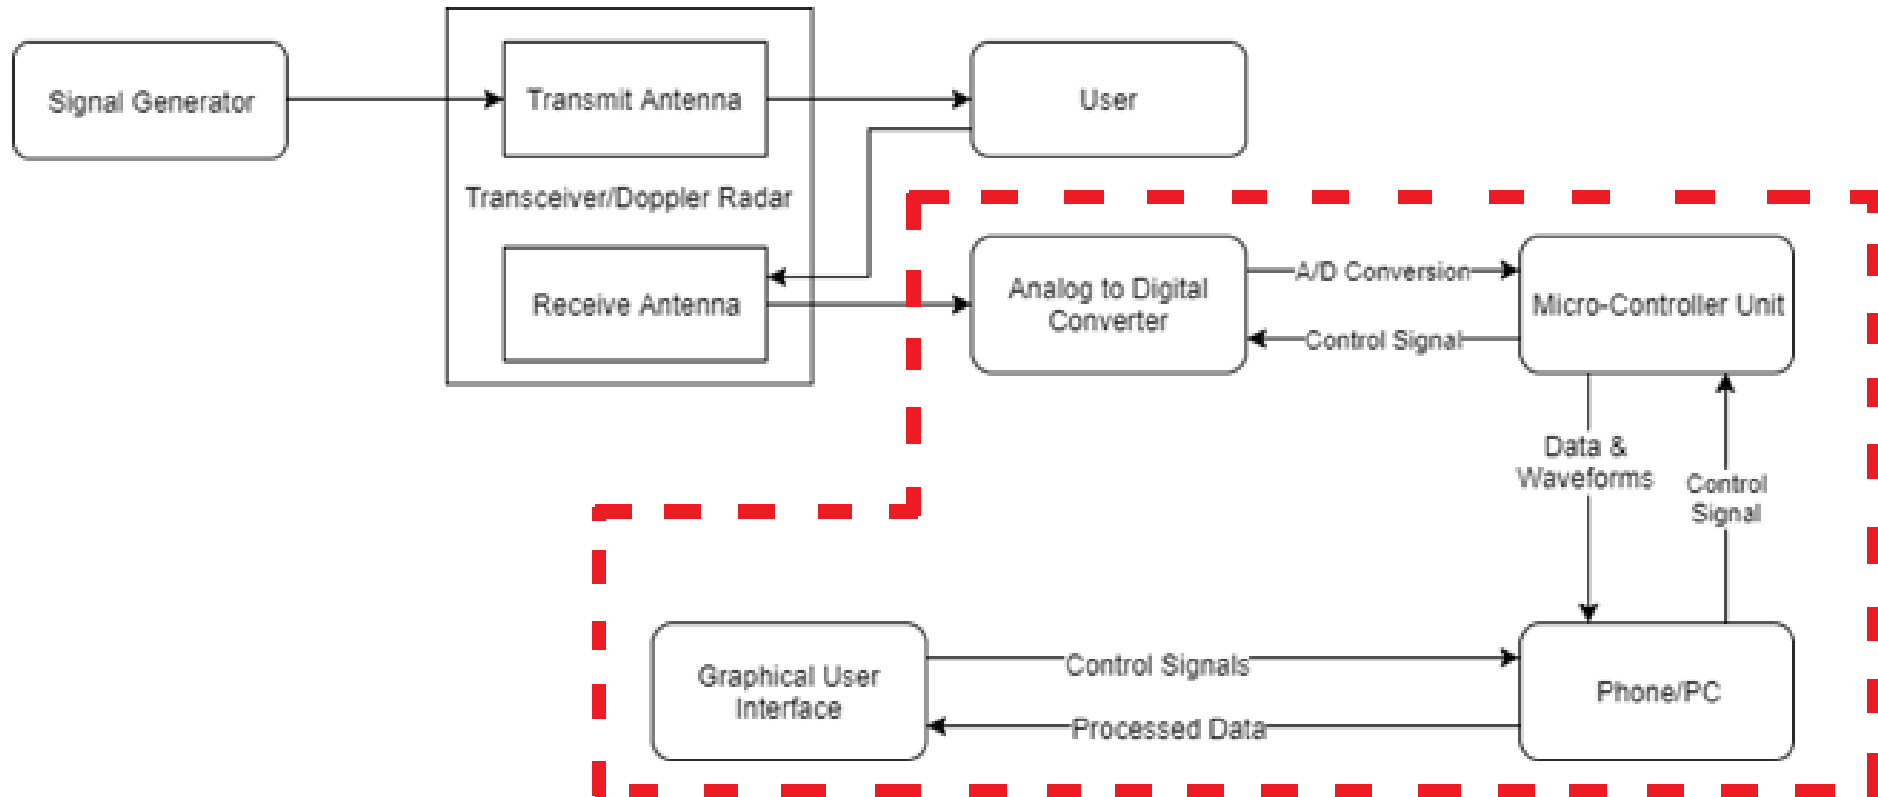 Signal Generator
Transmit Antenna
User
Transceiver/Doppler Radar
Receive Antenna
Analog to Digital
Converter
A/D Conversion
Control Signal
Micro-Controller Unit
Data &
Waveforms
Control
Signal
Graphical User
Interface
Control Signals
Processed Data
Phone/PC